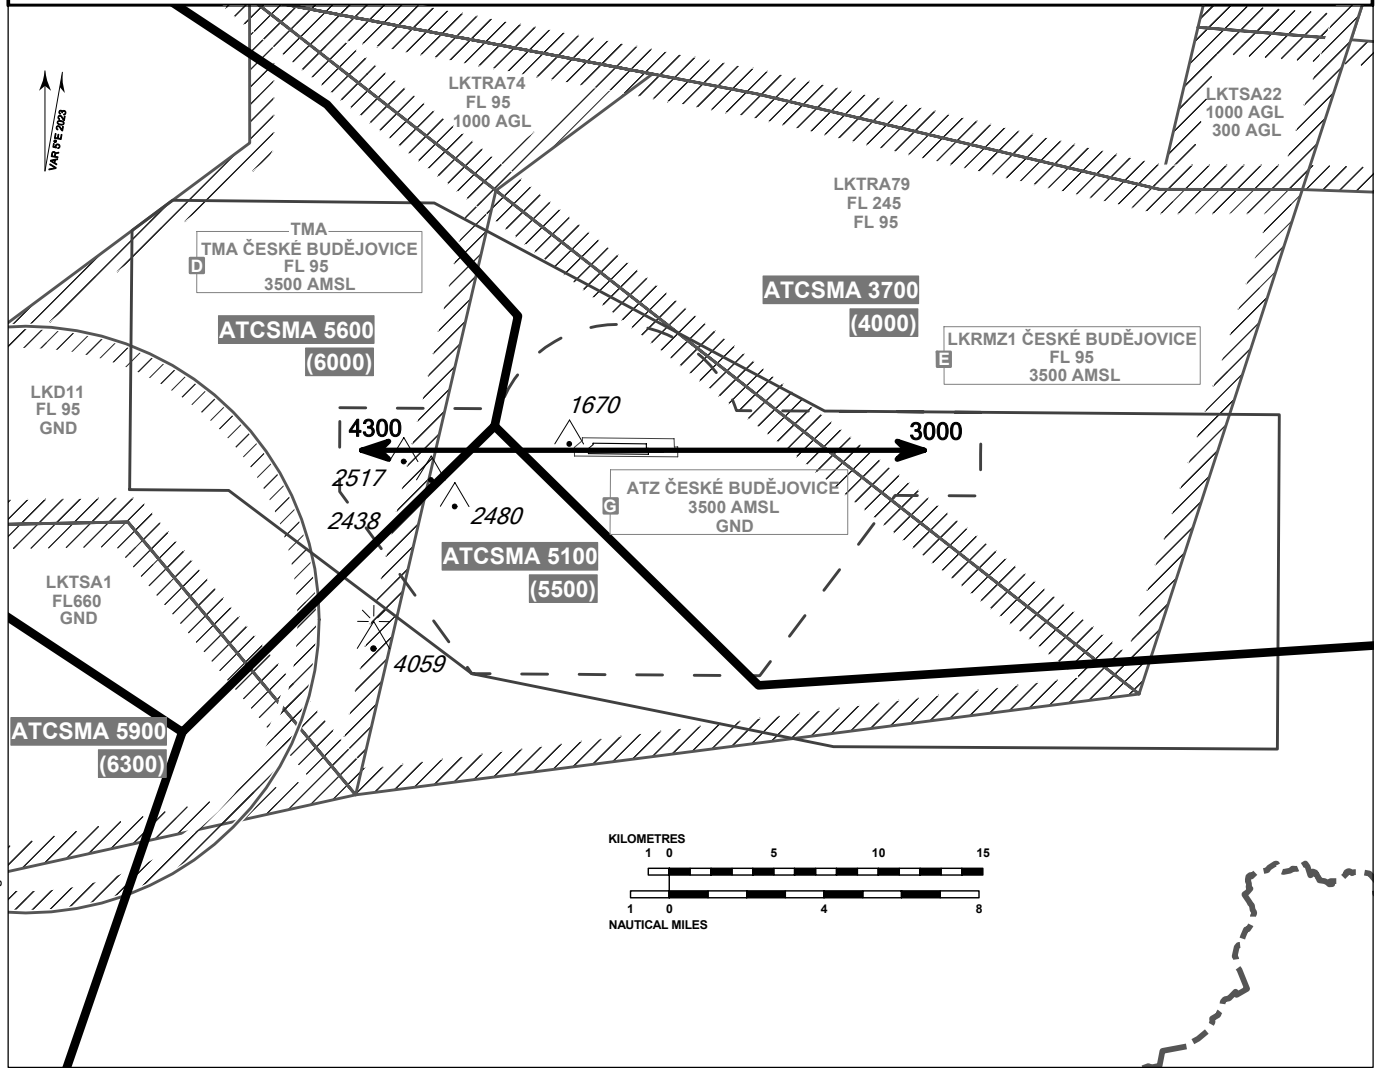 VAR 5°E 2023
LKTRA74
FL 95
1000 AGL
LKTSA22
1000 AGL
300 AGL
LKTRA79
FL 245
FL 95
TMA
TMA ČESKÉ BUDĚJOVICE
D
FL 95
3500 AMSL
ATCSMA 5600
(6000)
ATCSMA 3700
(4000)
LKRMZ1 ČESKÉ BUDĚJOVICE
E
FL 95
3500 AMSL
LKD11
FL 95
GND
1670
4300
3000
2517
2438
2480
ATZ ČESKÉ BUDĚJOVICE
G
3500 AMSL
GND
ATCSMA 5100
(5500)
LKTSA1
FL660
GND
4059
ATCSMA 5900
(6300)
KILOMETRES
1 0 5 10 15
1 0 4 8
NAUTICAL MILES